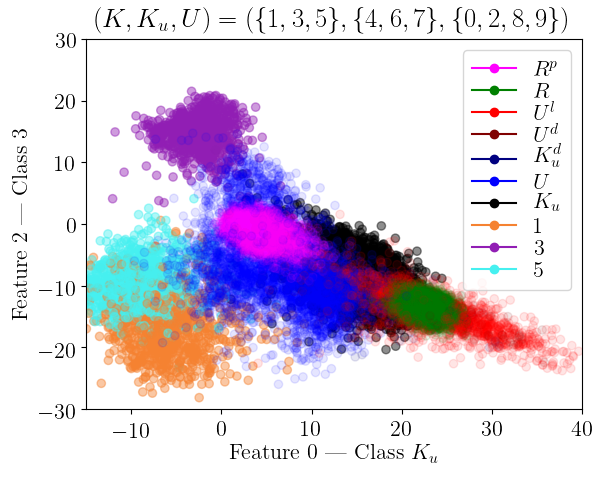 (K, K_u, U) = ({1, 3, 5}, {4, 6, 7}, {0, 2, 8, 9})
30
20
10
0
−10
−20
−30
Feature 2 — Class 3
R^p
R
U^l
U^d
K_u^d
U
K_u
1
3
5
−10 0 10 20 30 40
Feature 0 — Class K_u